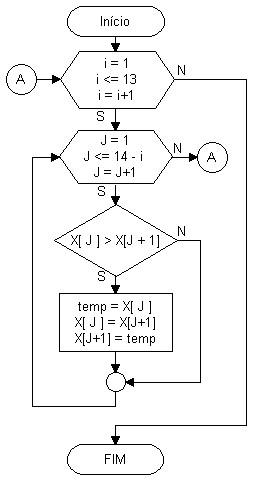 Início
i = 1
i <= 13
i = i+1
N
A
S
J = 1
J <= 14 - i
J = J+1
N
A
S
X[ J ] > X[J + 1]
N
S
temp = X[ J ]
X[ J ] = X[J+1]
X[J+1] = temp
FIM